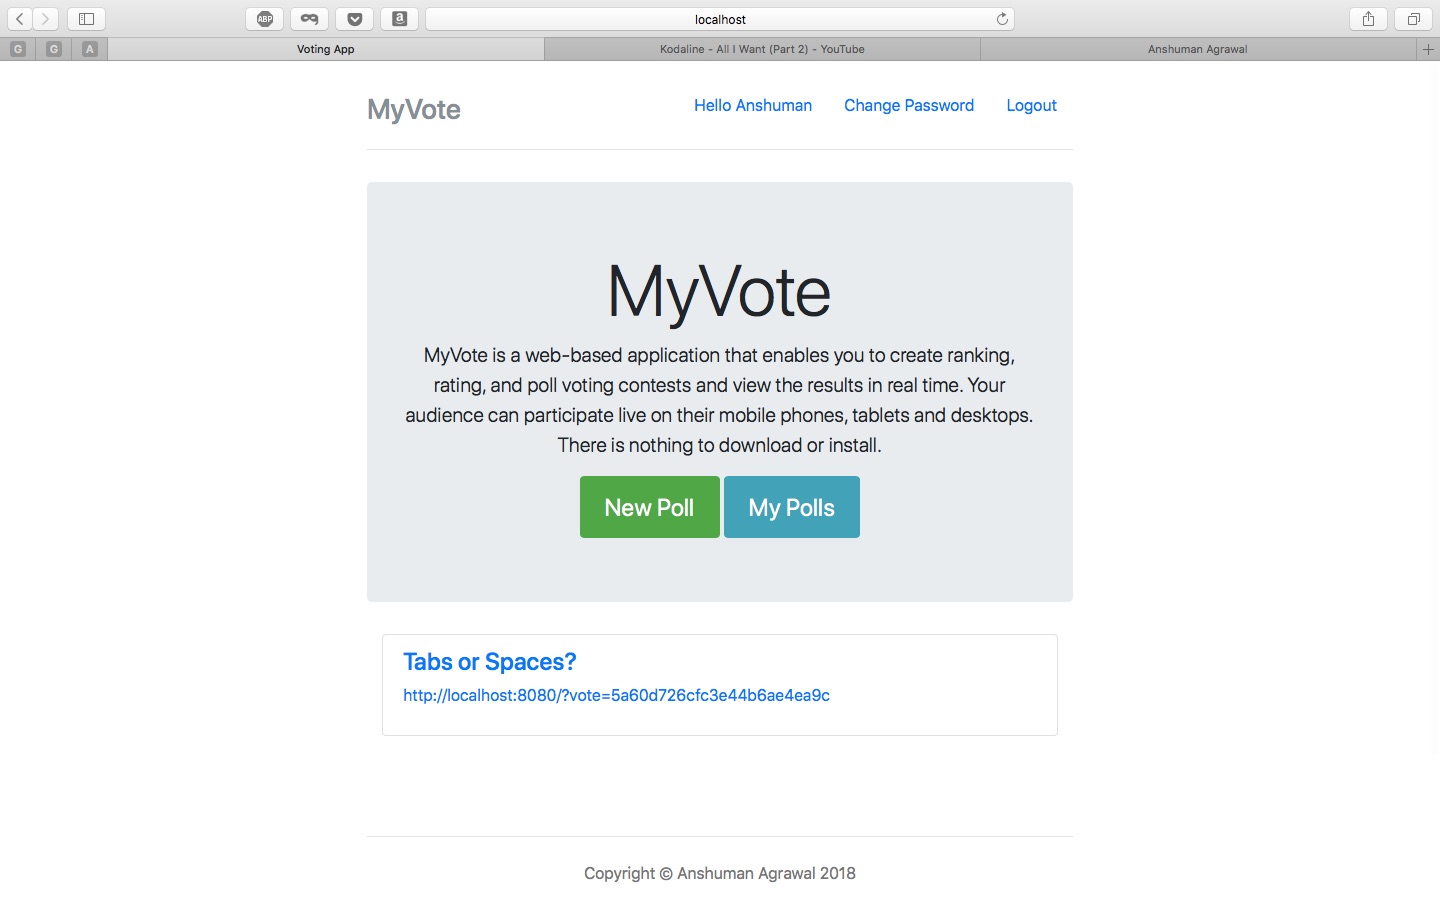 ABP
a
localhost
G
G
A
Voting App
Kodaline - All I Want (Part 2) - YouTube
Anshuman Agrawal
MyVote
Hello Anshuman
Change Password
Logout
MyVote
MyVote is a web-based application that enables you to create ranking,
rating, and poll voting contests and view the results in real time. Your
audience can participate live on their mobile phones, tablets and desktops.
There is nothing to download or install.
New Poll
My Polls
Tabs or Spaces?
http://localhost:8080/?vote=5a60d726cfc3e44b6ae4ea9c
Copyright © Anshuman Agrawal 2018